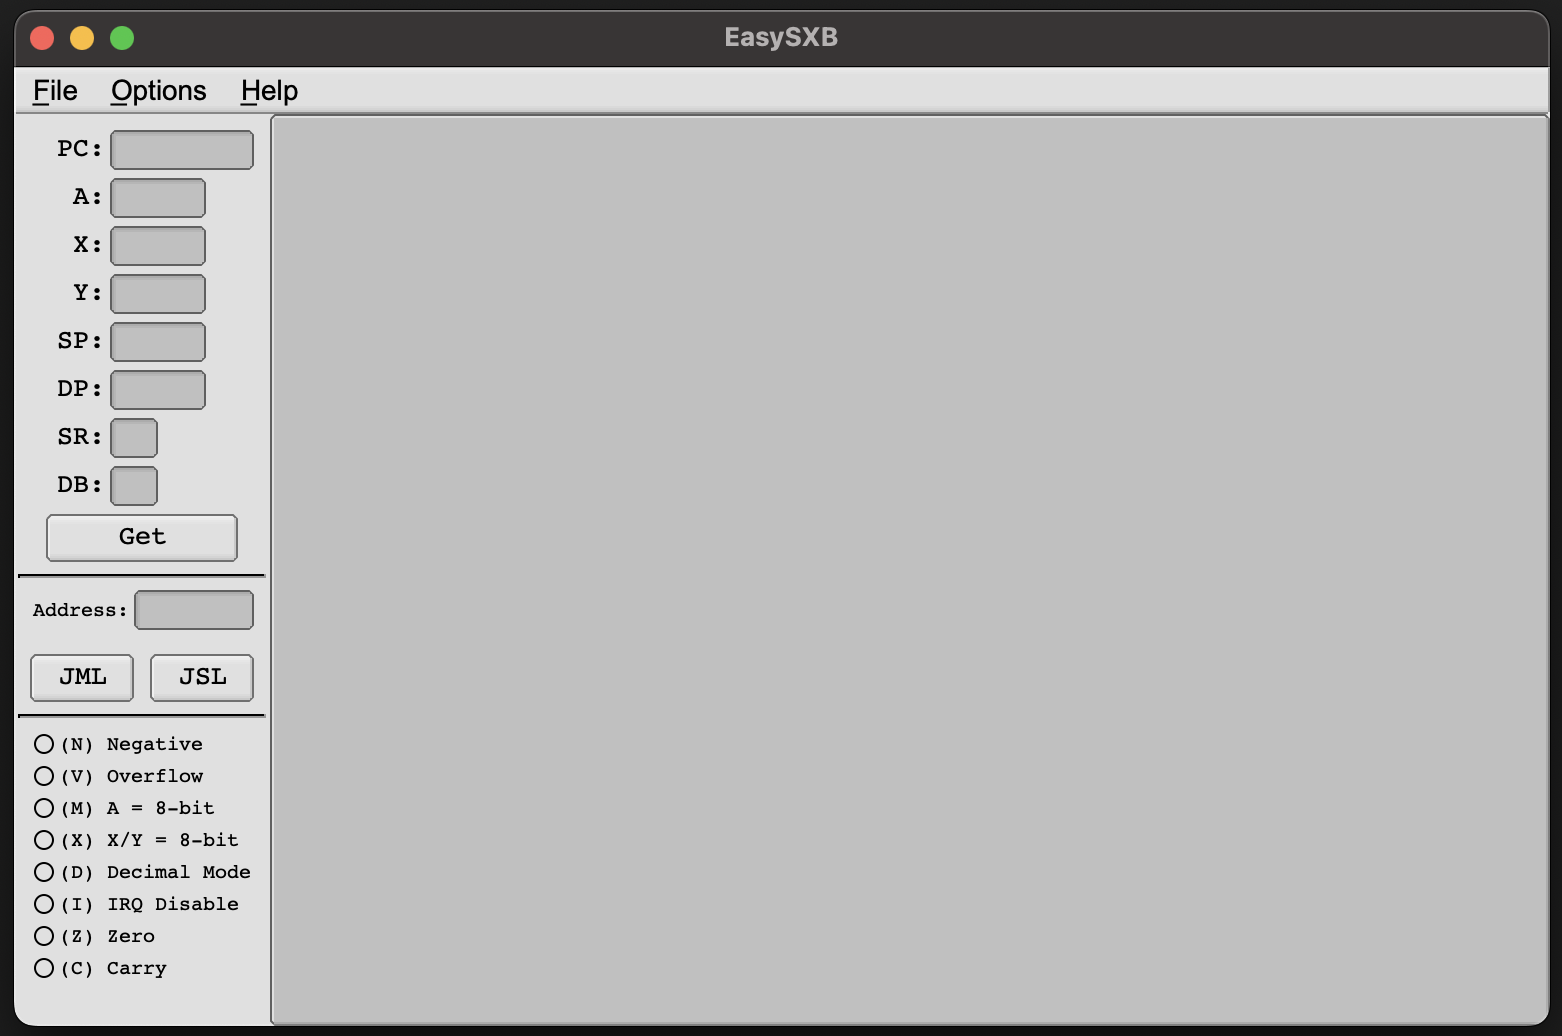 EasySXB
File Options Help
PC:
A:
X:
Y:
SP:
DP:
SR:
DB:
Get
Address:
JML JSL
(N) Negative
(V) Overflow
(M) A = 8-bit
(X) X/Y = 8-bit
(D) Decimal Mode
(I) IRQ Disable
(Z) Zero
(C) Carry